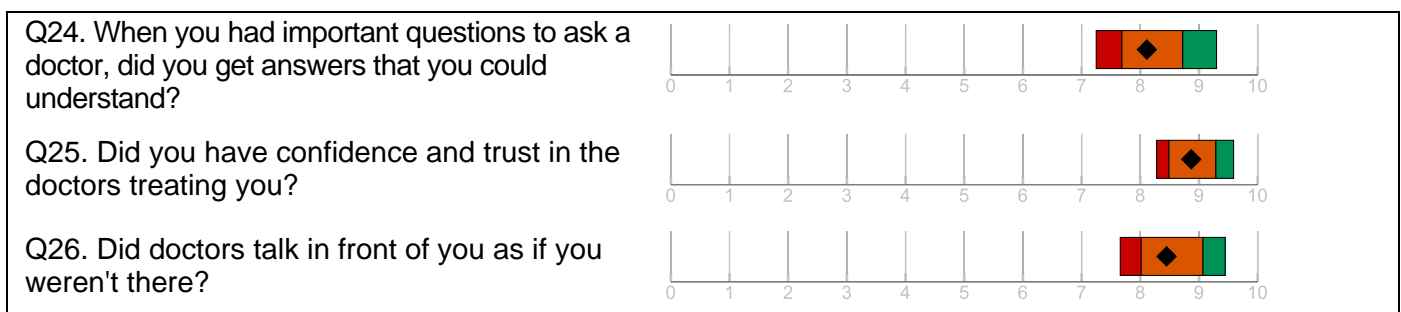 Q24. When you had important questions to ask a
doctor, did you get answers that you could
understand?
0 1 2 3 4 5 6 7 8 9 10
Q25. Did you have confidence and trust in the
doctors treating you?
0 1 2 3 4 5 6 7 8 9 10
Q26. Did doctors talk in front of you as if you
weren't there?
0 1 2 3 4 5 6 7 8 9 10